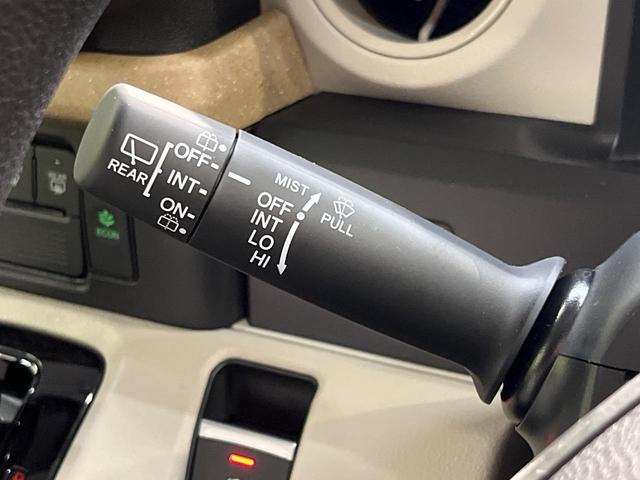 OFF
REAR
INT
ON
MIST
OFF
INT
PULL
LO
HI
ECON